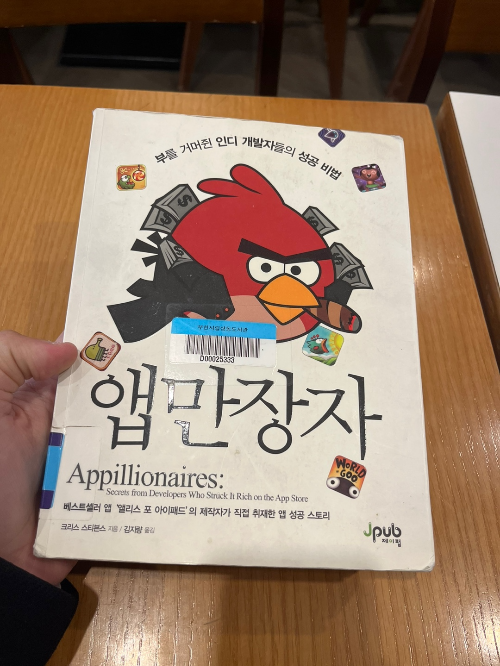 부를 거머쥔 인디 개발자들의 성공 비법
D00025333
앱만장자
Appillionaires:
Secrets from Developers Who Struck It Rich on the App Store
베스트셀러 앱 '앨리스 포 아이패드'의 제작자가 직접 취재한 앱 성공 스토리
크리스 스티븐스 지음 / 김지량 옮김
WORLD
OF
GOO
Jpub
제이펍